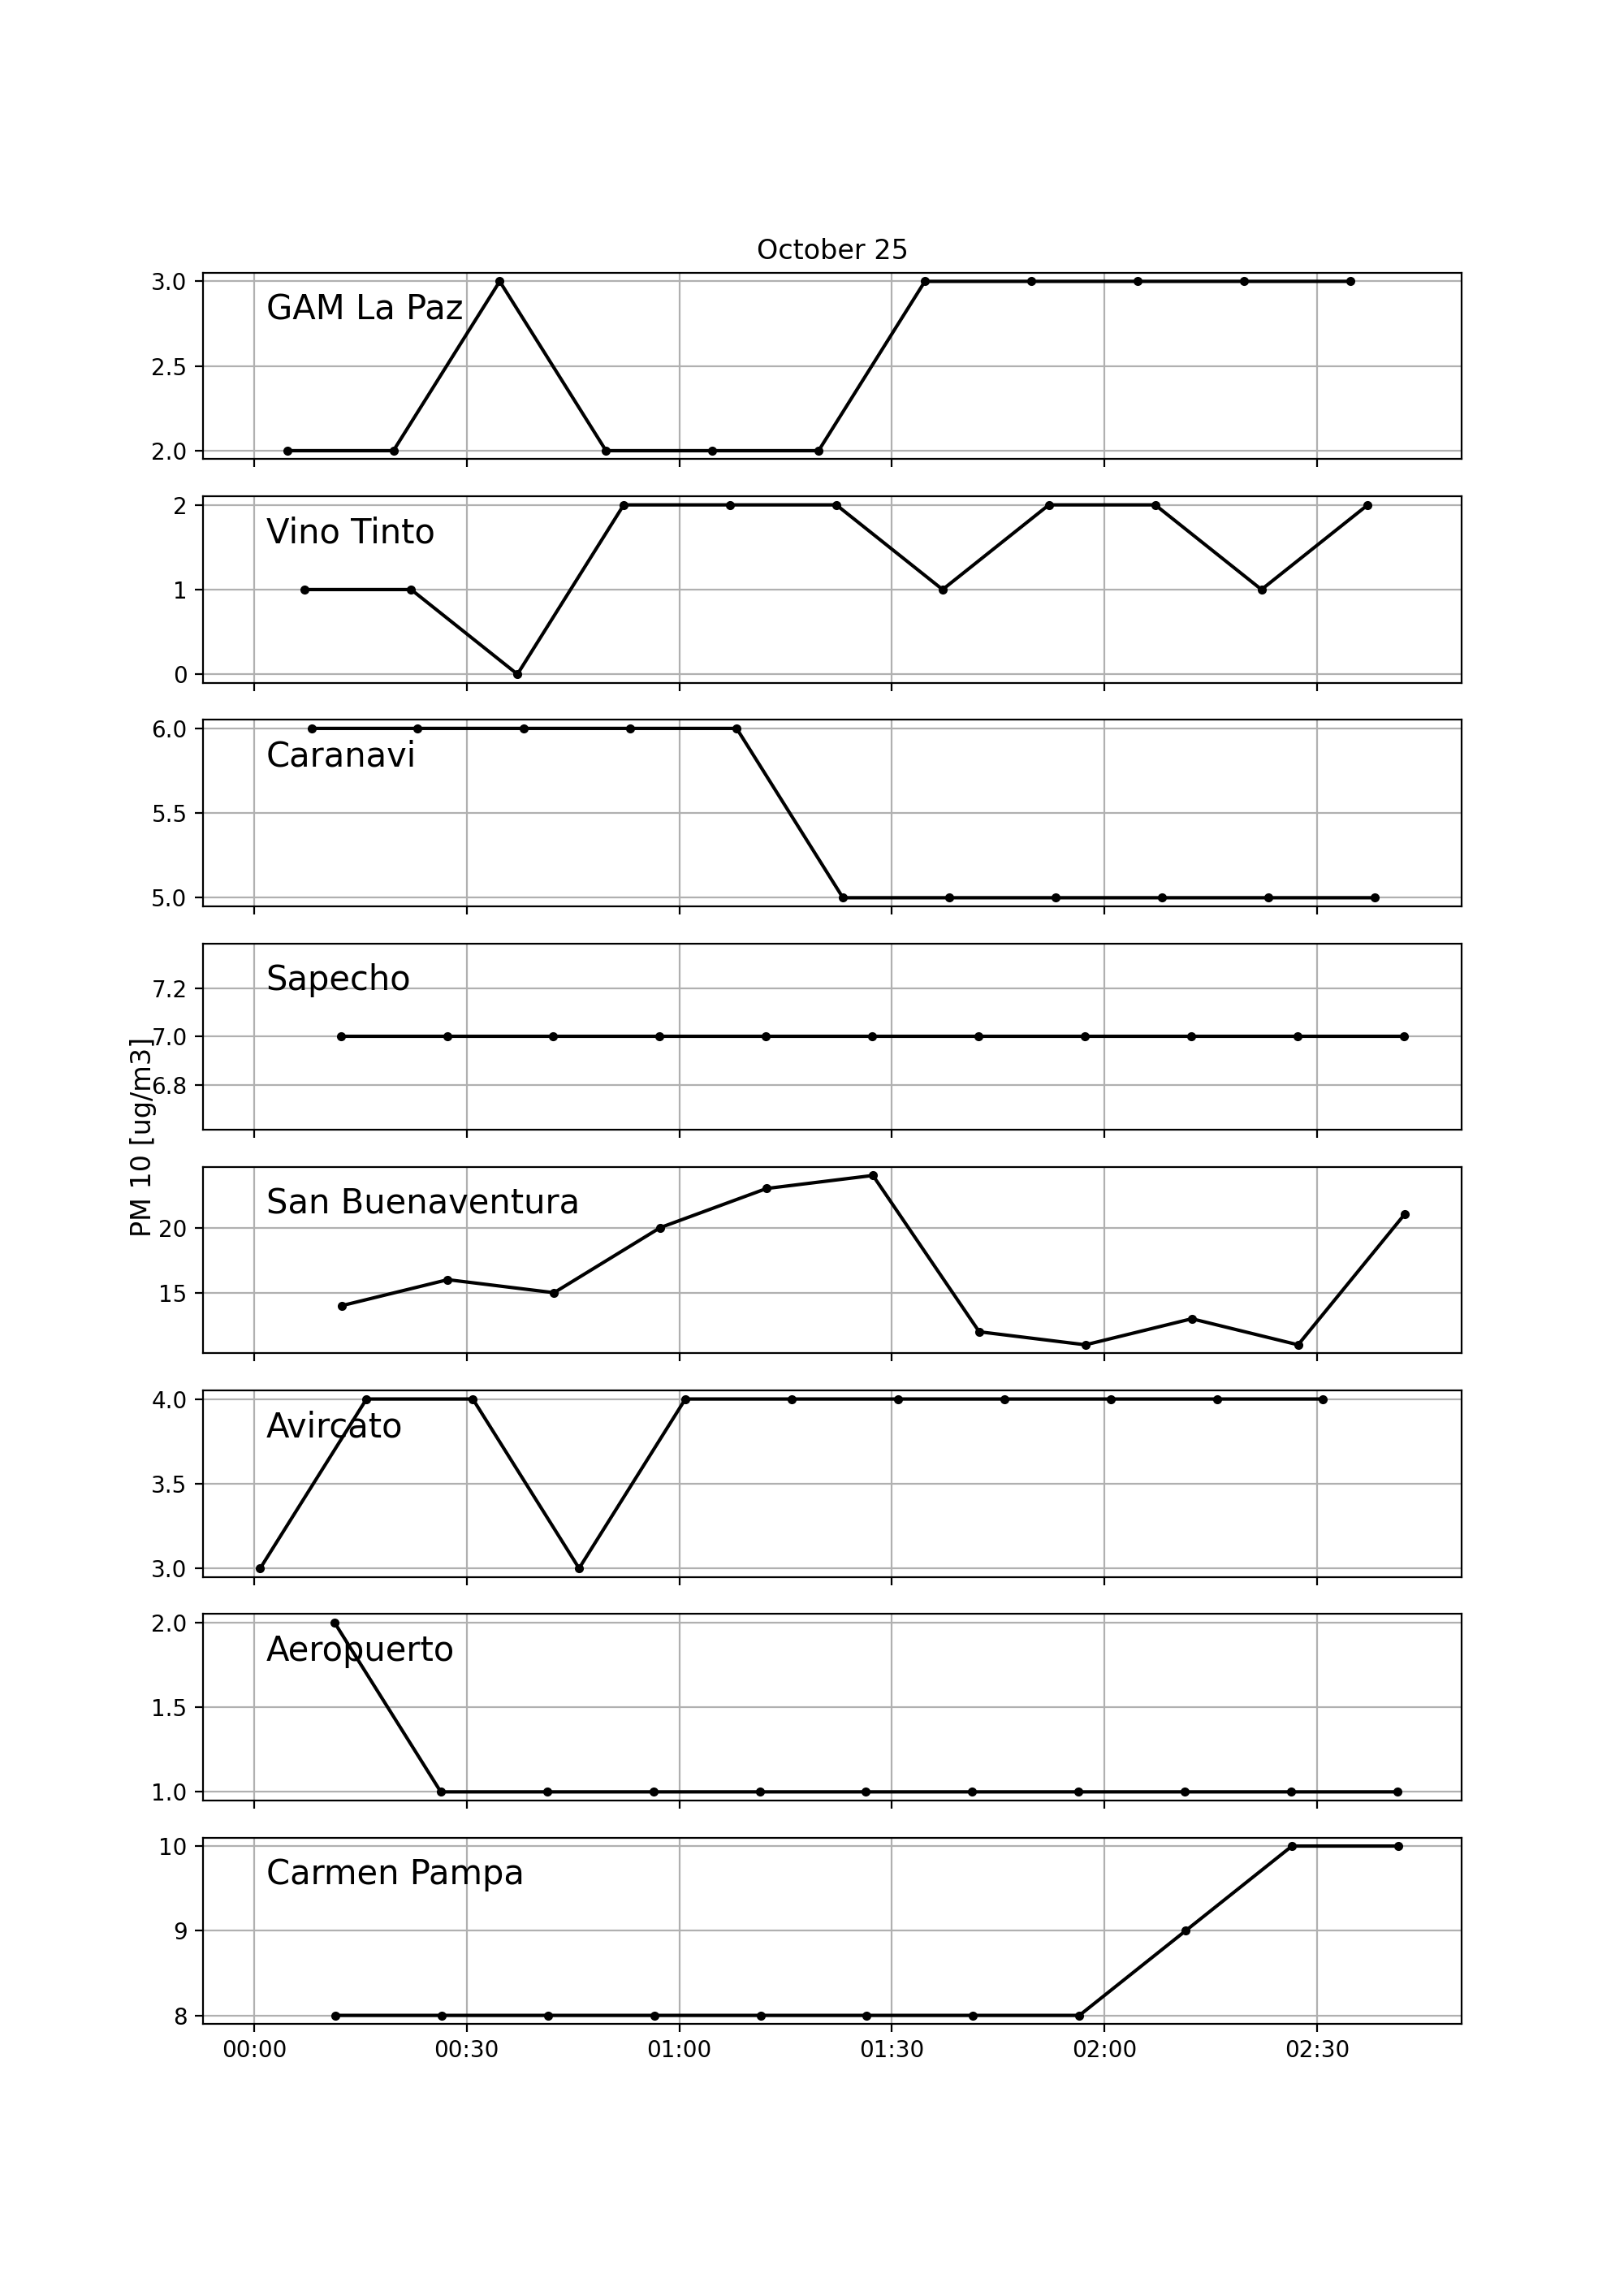 October 25
3.0
GAM La Paz
2.5
2.0
2
Vino Tinto
1
0
6.0
Caranavi
5.5
5.0
Sapecho
7.2
7.0
6.8
PM 10 [ug/m3]
San Buenaventura
20
15
4.0
Avircato
3.5
3.0
2.0
Aeropuerto
1.5
1.0
10
Carmen Pampa
9
8
00:00 00:30 01:00 01:30 02:00 02:30